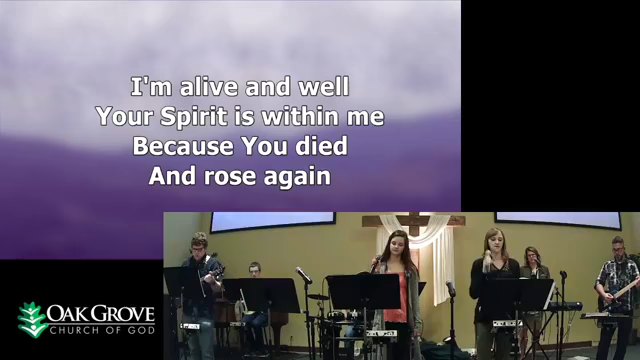 I'm alive and well
Your Spirit is within me
Because You died
And rose again
OAK GROVE
CHURCH OF GOD